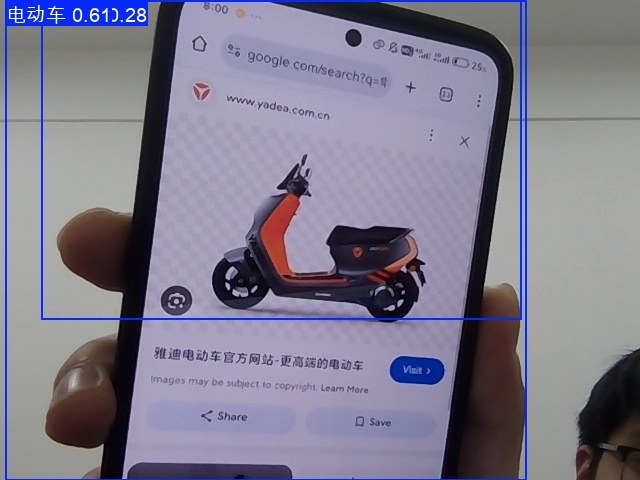 电动车 0.610.28
8:00
25%
google.com/search?q=
23
www.yadea.com.cn
雅迪电动车官方网站-更高端的电动车
Visit >
Images may be subject to copyright. Learn More
Share
Save